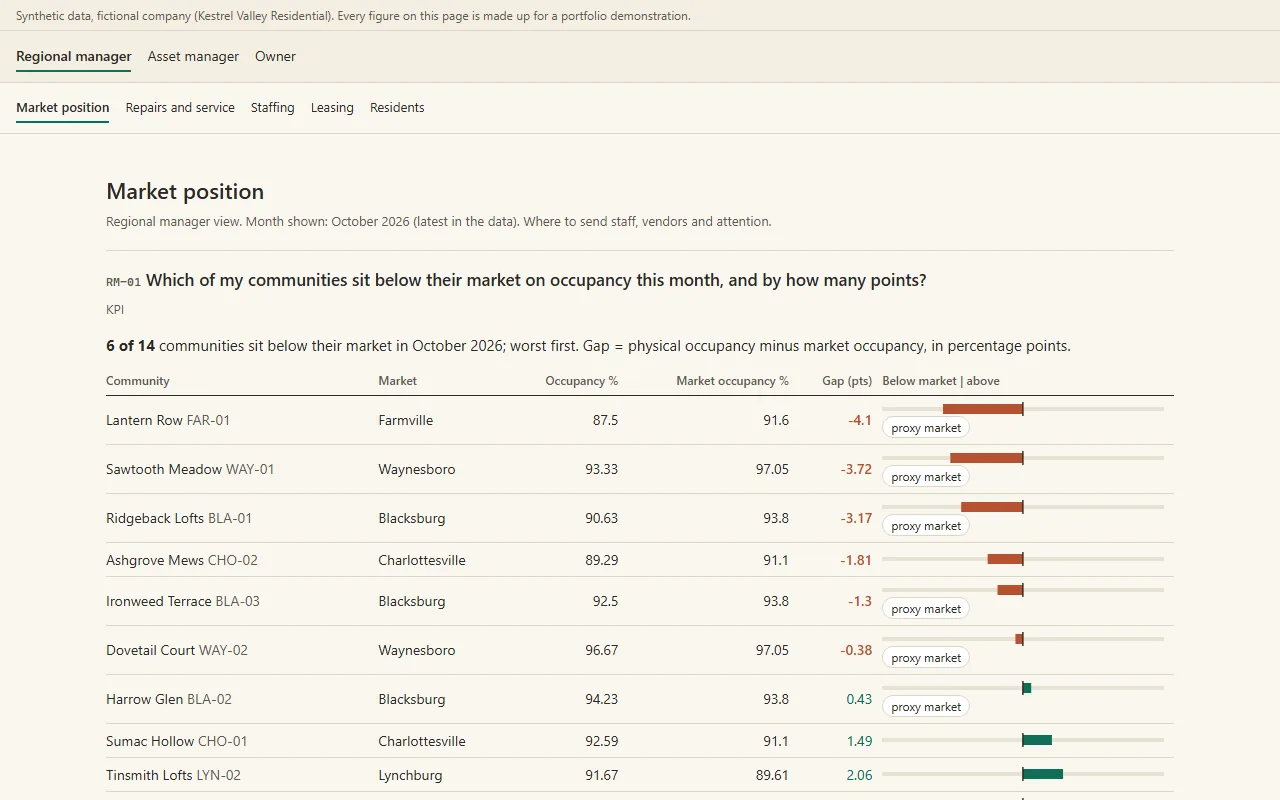 Synthetic data, fictional company (Kestrel Valley Residential). Every figure on this page is made up for a portfolio demonstration.
Regional manager Asset manager Owner
Market position Repairs and service Staffing Leasing Residents
Market position
Regional manager view. Month shown: October 2026 (latest in the data). Where to send staff, vendors and attention.
RM-01 Which of my communities sit below their market on occupancy this month, and by how many points?
KPI
6 of 14 communities sit below their market in October 2026; worst first. Gap = physical occupancy minus market occupancy, in percentage points.
Community Market Occupancy % Market occupancy % Gap (pts) Below market | above
Lantern Row FAR-01 Farmville 87.5 91.6 -4.1
proxy market
Sawtooth Meadow WAY-01 Waynesboro 93.33 97.05 -3.72
proxy market
Ridgeback Lofts BLA-01 Blacksburg 90.63 93.8 -3.17
proxy market
Ashgrove Mews CHO-02 Charlottesville 89.29 91.1 -1.81
Ironweed Terrace BLA-03 Blacksburg 92.5 93.8 -1.3
proxy market
Dovetail Court WAY-02 Waynesboro 96.67 97.05 -0.38
proxy market
Harrow Glen BLA-02 Blacksburg 94.23 93.8 0.43
proxy market
Sumac Hollow CHO-01 Charlottesville 92.59 91.1 1.49
Tinsmith Lofts LYN-02 Lynchburg 91.67 89.61 2.06